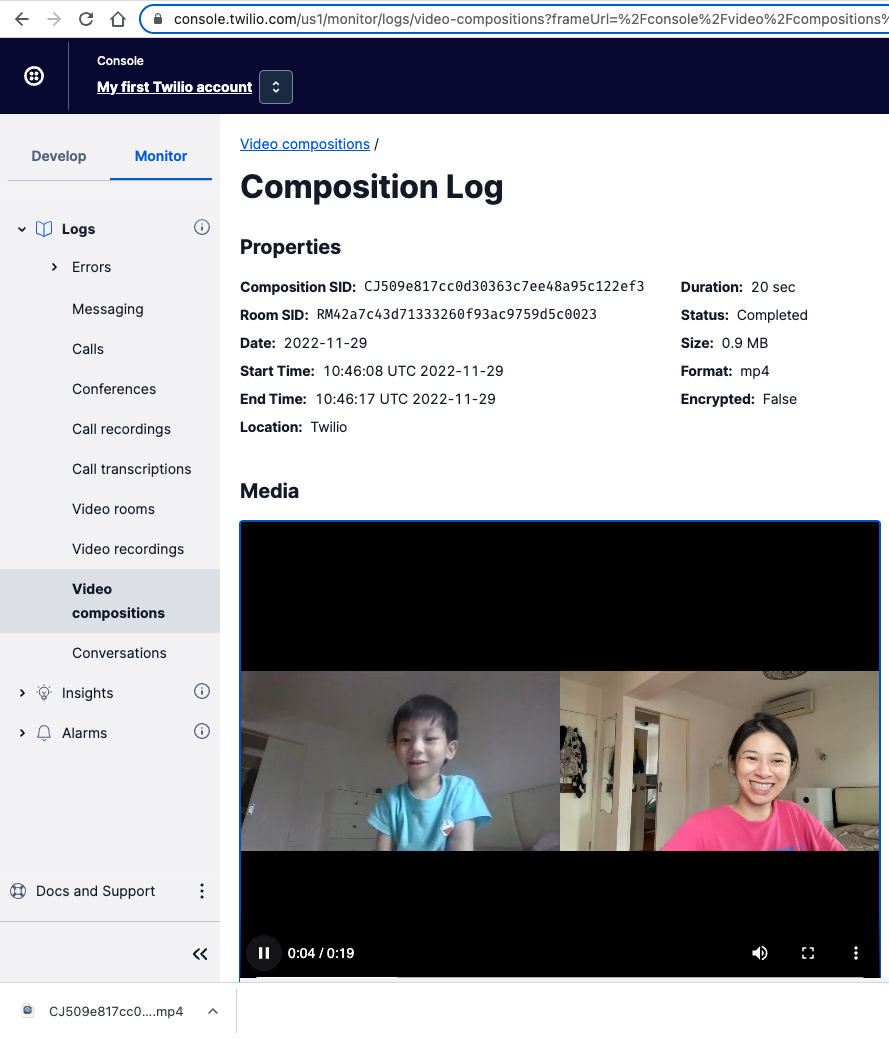 console.twilio.com/us1/monitor/logs/video-compositions?frameUrl=%2Fconsole%2Fvideo%2Fcompositions%
Console
My first Twilio account
Develop
Monitor
Logs
Errors
Messaging
Calls
Conferences
Call recordings
Call transcriptions
Video rooms
Video recordings
Video
compositions
Conversations
Insights
Alarms
Docs and Support
Video compositions /
Composition Log
Properties
Composition SID: CJ509e817cc0d30363c7ee48a95c122ef3
Room SID: RM42a7c43d71333260f93ac9759d5c0023
Date: 2022-11-29
Start Time: 10:46:08 UTC 2022-11-29
End Time: 10:46:17 UTC 2022-11-29
Location: Twilio
Duration: 20 sec
Status: Completed
Size: 0.9 MB
Format: mp4
Encrypted: False
Media
0:04 / 0:19
CJ509e817cc0....mp4